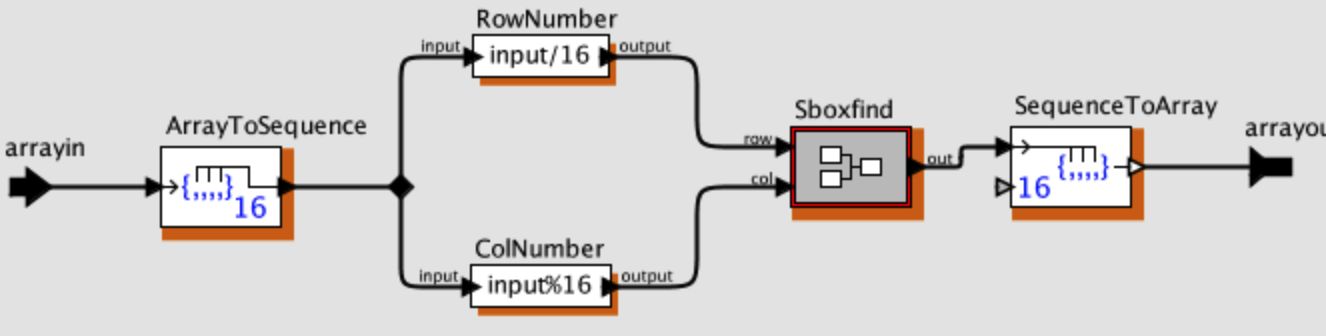 arrayin
ArrayToSequence
{,,,,}
16
RowNumber
input
input/16
output
ColNumber
input
input%16
output
Sboxfind
row
col
out
SequenceToArray
{,,,,}
16
arrayou